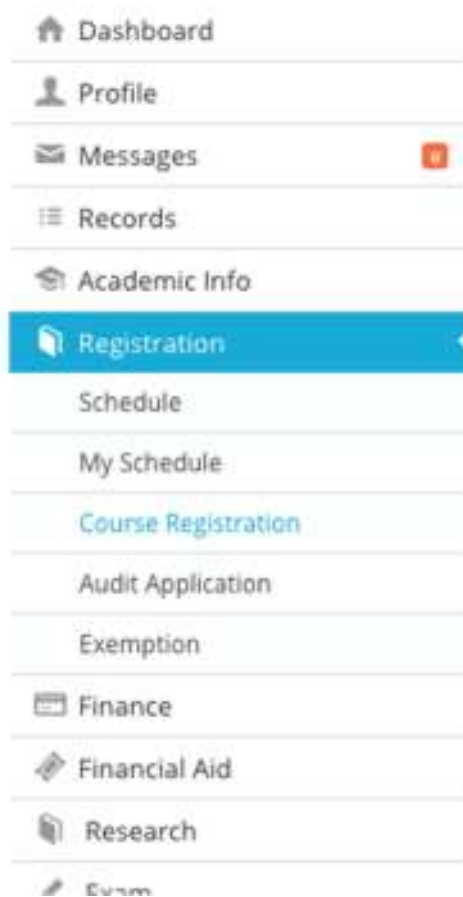 Dashboard
Profile
Messages
Records
Academic Info
Registration
Schedule
My Schedule
Course Registration
Audit Application
Exemption
Finance
Financial Aid
Research
Exam